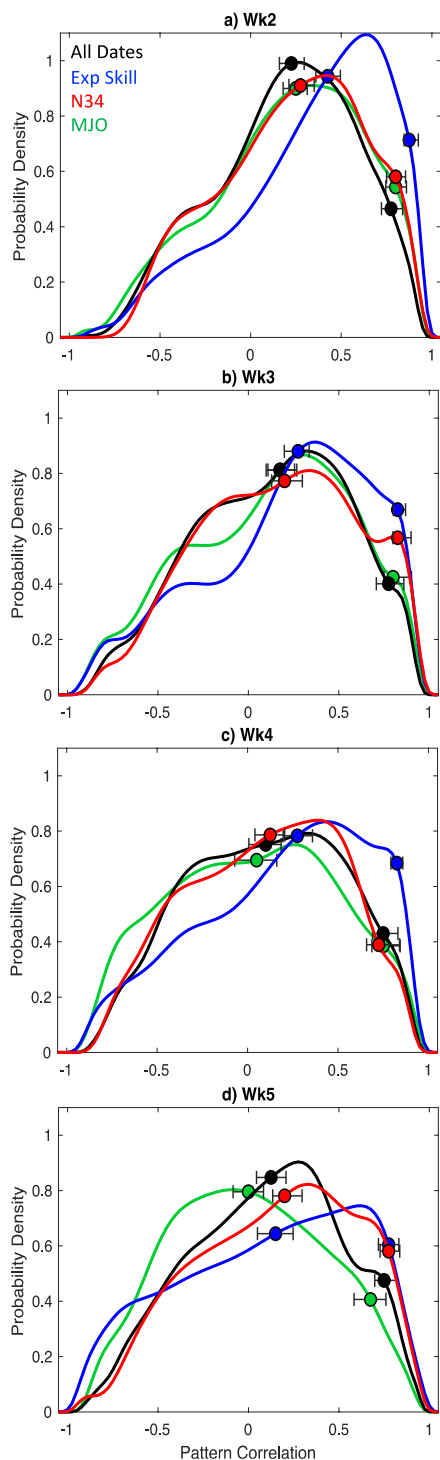 a) Wk2
All Dates
Exp Skill
N34
MJO
Probability Density
1
0.8
0.6
0.4
0.2
0
-1 -0.5 0 0.5 1
b) Wk3
Probability Density
1
0.8
0.6
0.4
0.2
0
-1 -0.5 0 0.5 1
c) Wk4
Probability Density
1
0.8
0.6
0.4
0.2
0
-1 -0.5 0 0.5 1
d) Wk5
Probability Density
1
0.8
0.6
0.4
0.2
0
-1 -0.5 0 0.5 1
Pattern Correlation